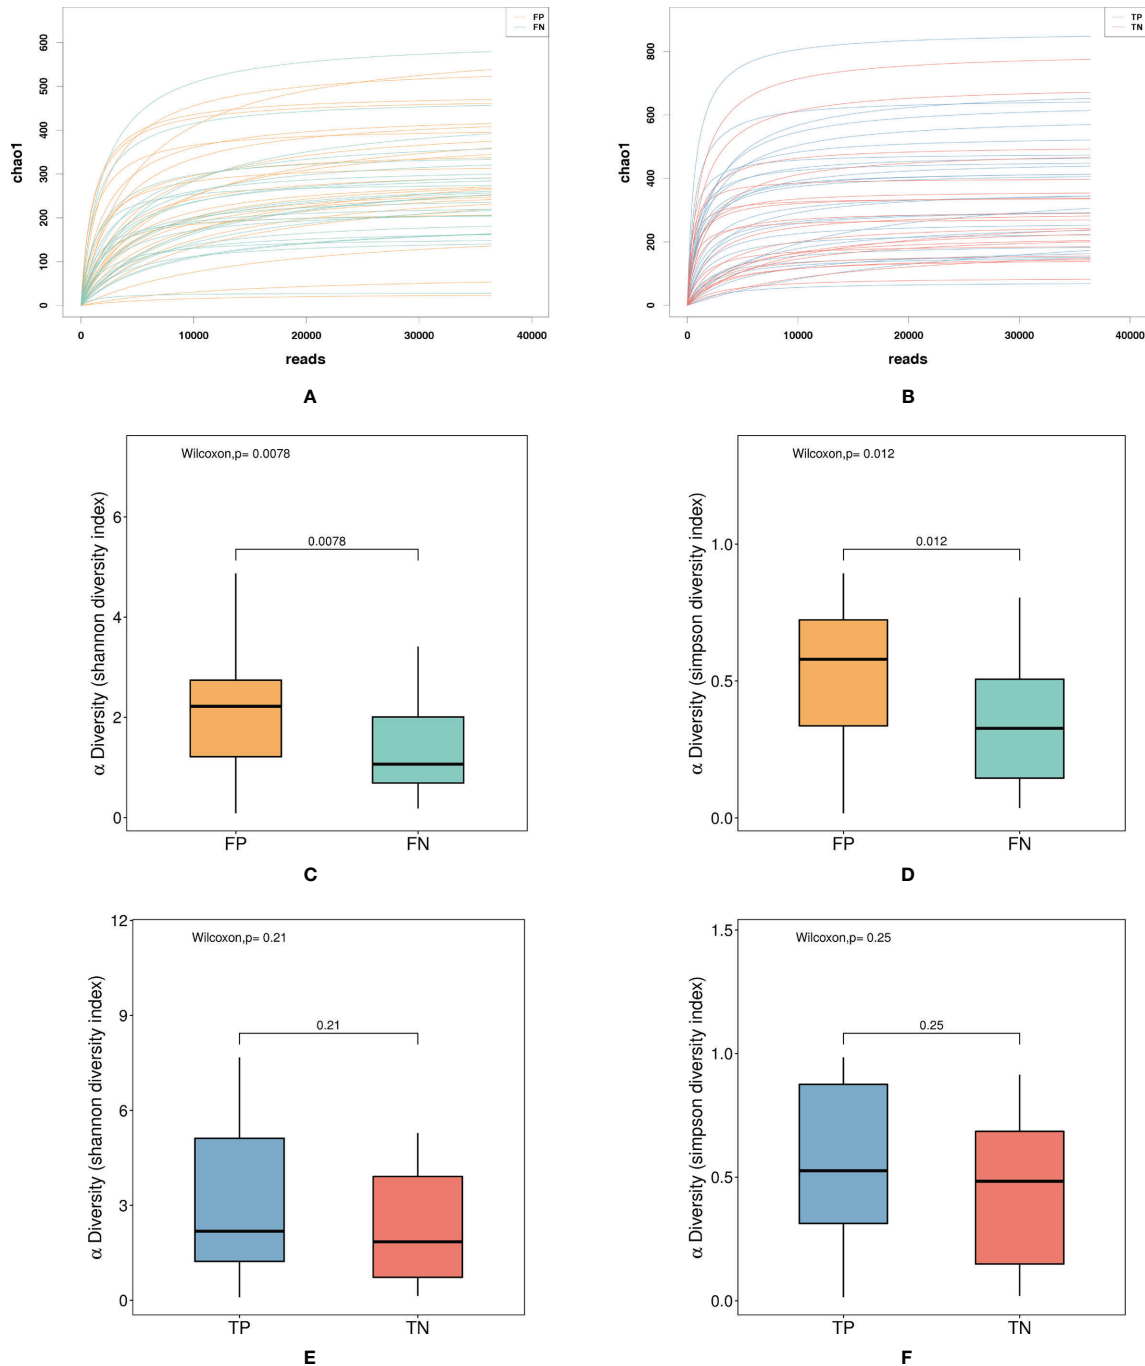 FP
FN
600
500
400
300
200
100
0
chao1
0 10000 20000 30000 40000
reads
A
TP
TN
800
600
400
200
0
chao1
0 10000 20000 30000 40000
reads
B
Wilcoxon,p= 0.0078
0.0078
6
4
2
0
α Diversity (shannon diversity index)
FP FN
C
Wilcoxon,p= 0.012
0.012
1.0
0.5
0.0
α Diversity (simpson diversity index)
FP FN
D
Wilcoxon,p= 0.21
0.21
12
9
6
3
0
α Diversity (shannon diversity index)
TP TN
E
Wilcoxon,p= 0.25
0.25
1.5
1.0
0.5
0.0
α Diversity (simpson diversity index)
TP TN
F